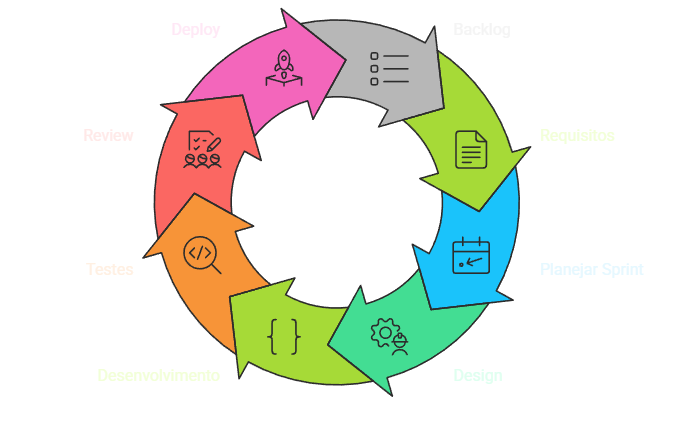 Deploy
Backlog
Review
Requisitos
Testes
Planejar Sprint
Desenvolvimento
Design